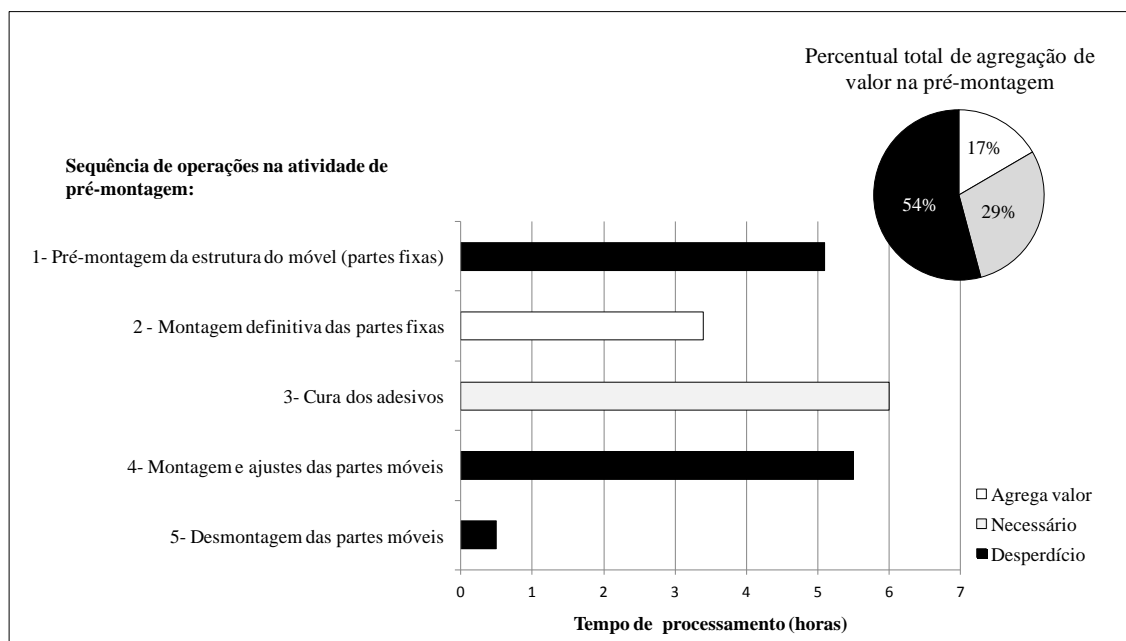 Percentual total de agregação de
valor na pré-montagem
17%
54%
29%
Sequência de operações na atividade de
pré-montagem:
1- Pré-montagem da estrutura do móvel (partes fixas)
2 - Montagem definitiva das partes fixas
3- Cura dos adesivos
4- Montagem e ajustes das partes móveis
5- Desmontagem das partes móveis
Agrega valor
Necessário
Desperdício
0 1 2 3 4 5 6 7
Tempo de processamento (horas)